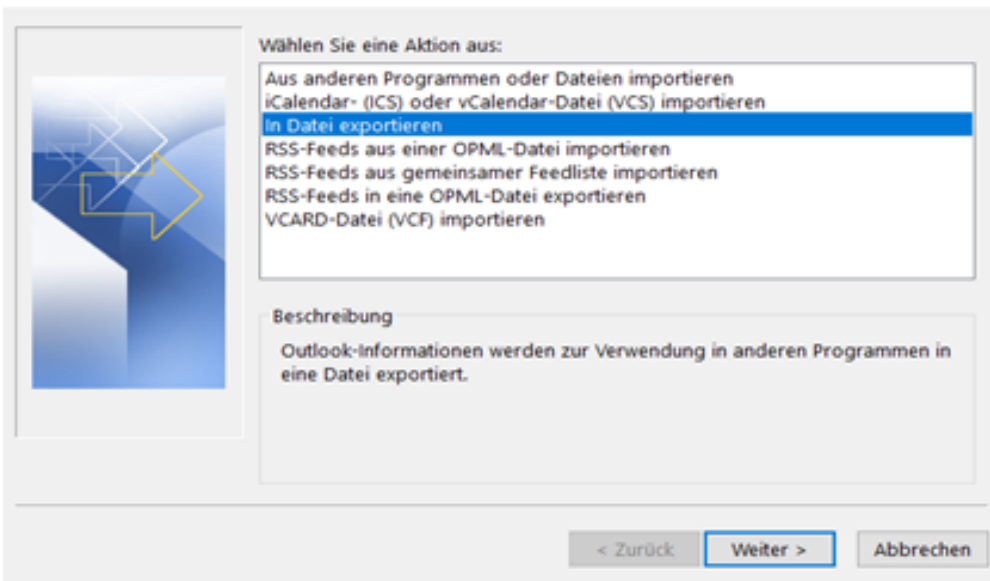 Wählen Sie eine Aktion aus:
Aus anderen Programmen oder Dateien importieren
iCalendar- (ICS) oder vCalendar-Datei (VCS) importieren
In Datei exportieren
RSS-Feeds aus einer OPML-Datei importieren
RSS-Feeds aus gemeinsamer Feedliste importieren
RSS-Feeds in eine OPML-Datei exportieren
VCARD-Datei (VCF) importieren
Beschreibung
Outlook-Informationen werden zur Verwendung in anderen Programmen in
eine Datei exportiert.
< Zurück Weiter > Abbrechen